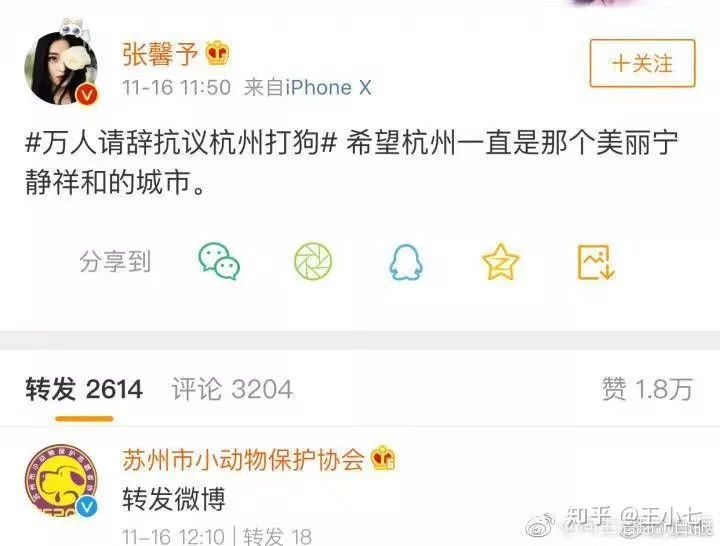 张馨予
11-16 11:50 来自iPhone X
十关注
#万人请辞抗议杭州打狗# 希望杭州一直是那个美丽宁
静祥和的城市。
分享到
转发 2614 评论 3204 赞 1.8万
苏州市小动物保护协会
转发微博
11-16 12:10 | 转发 18
知乎 @王小七